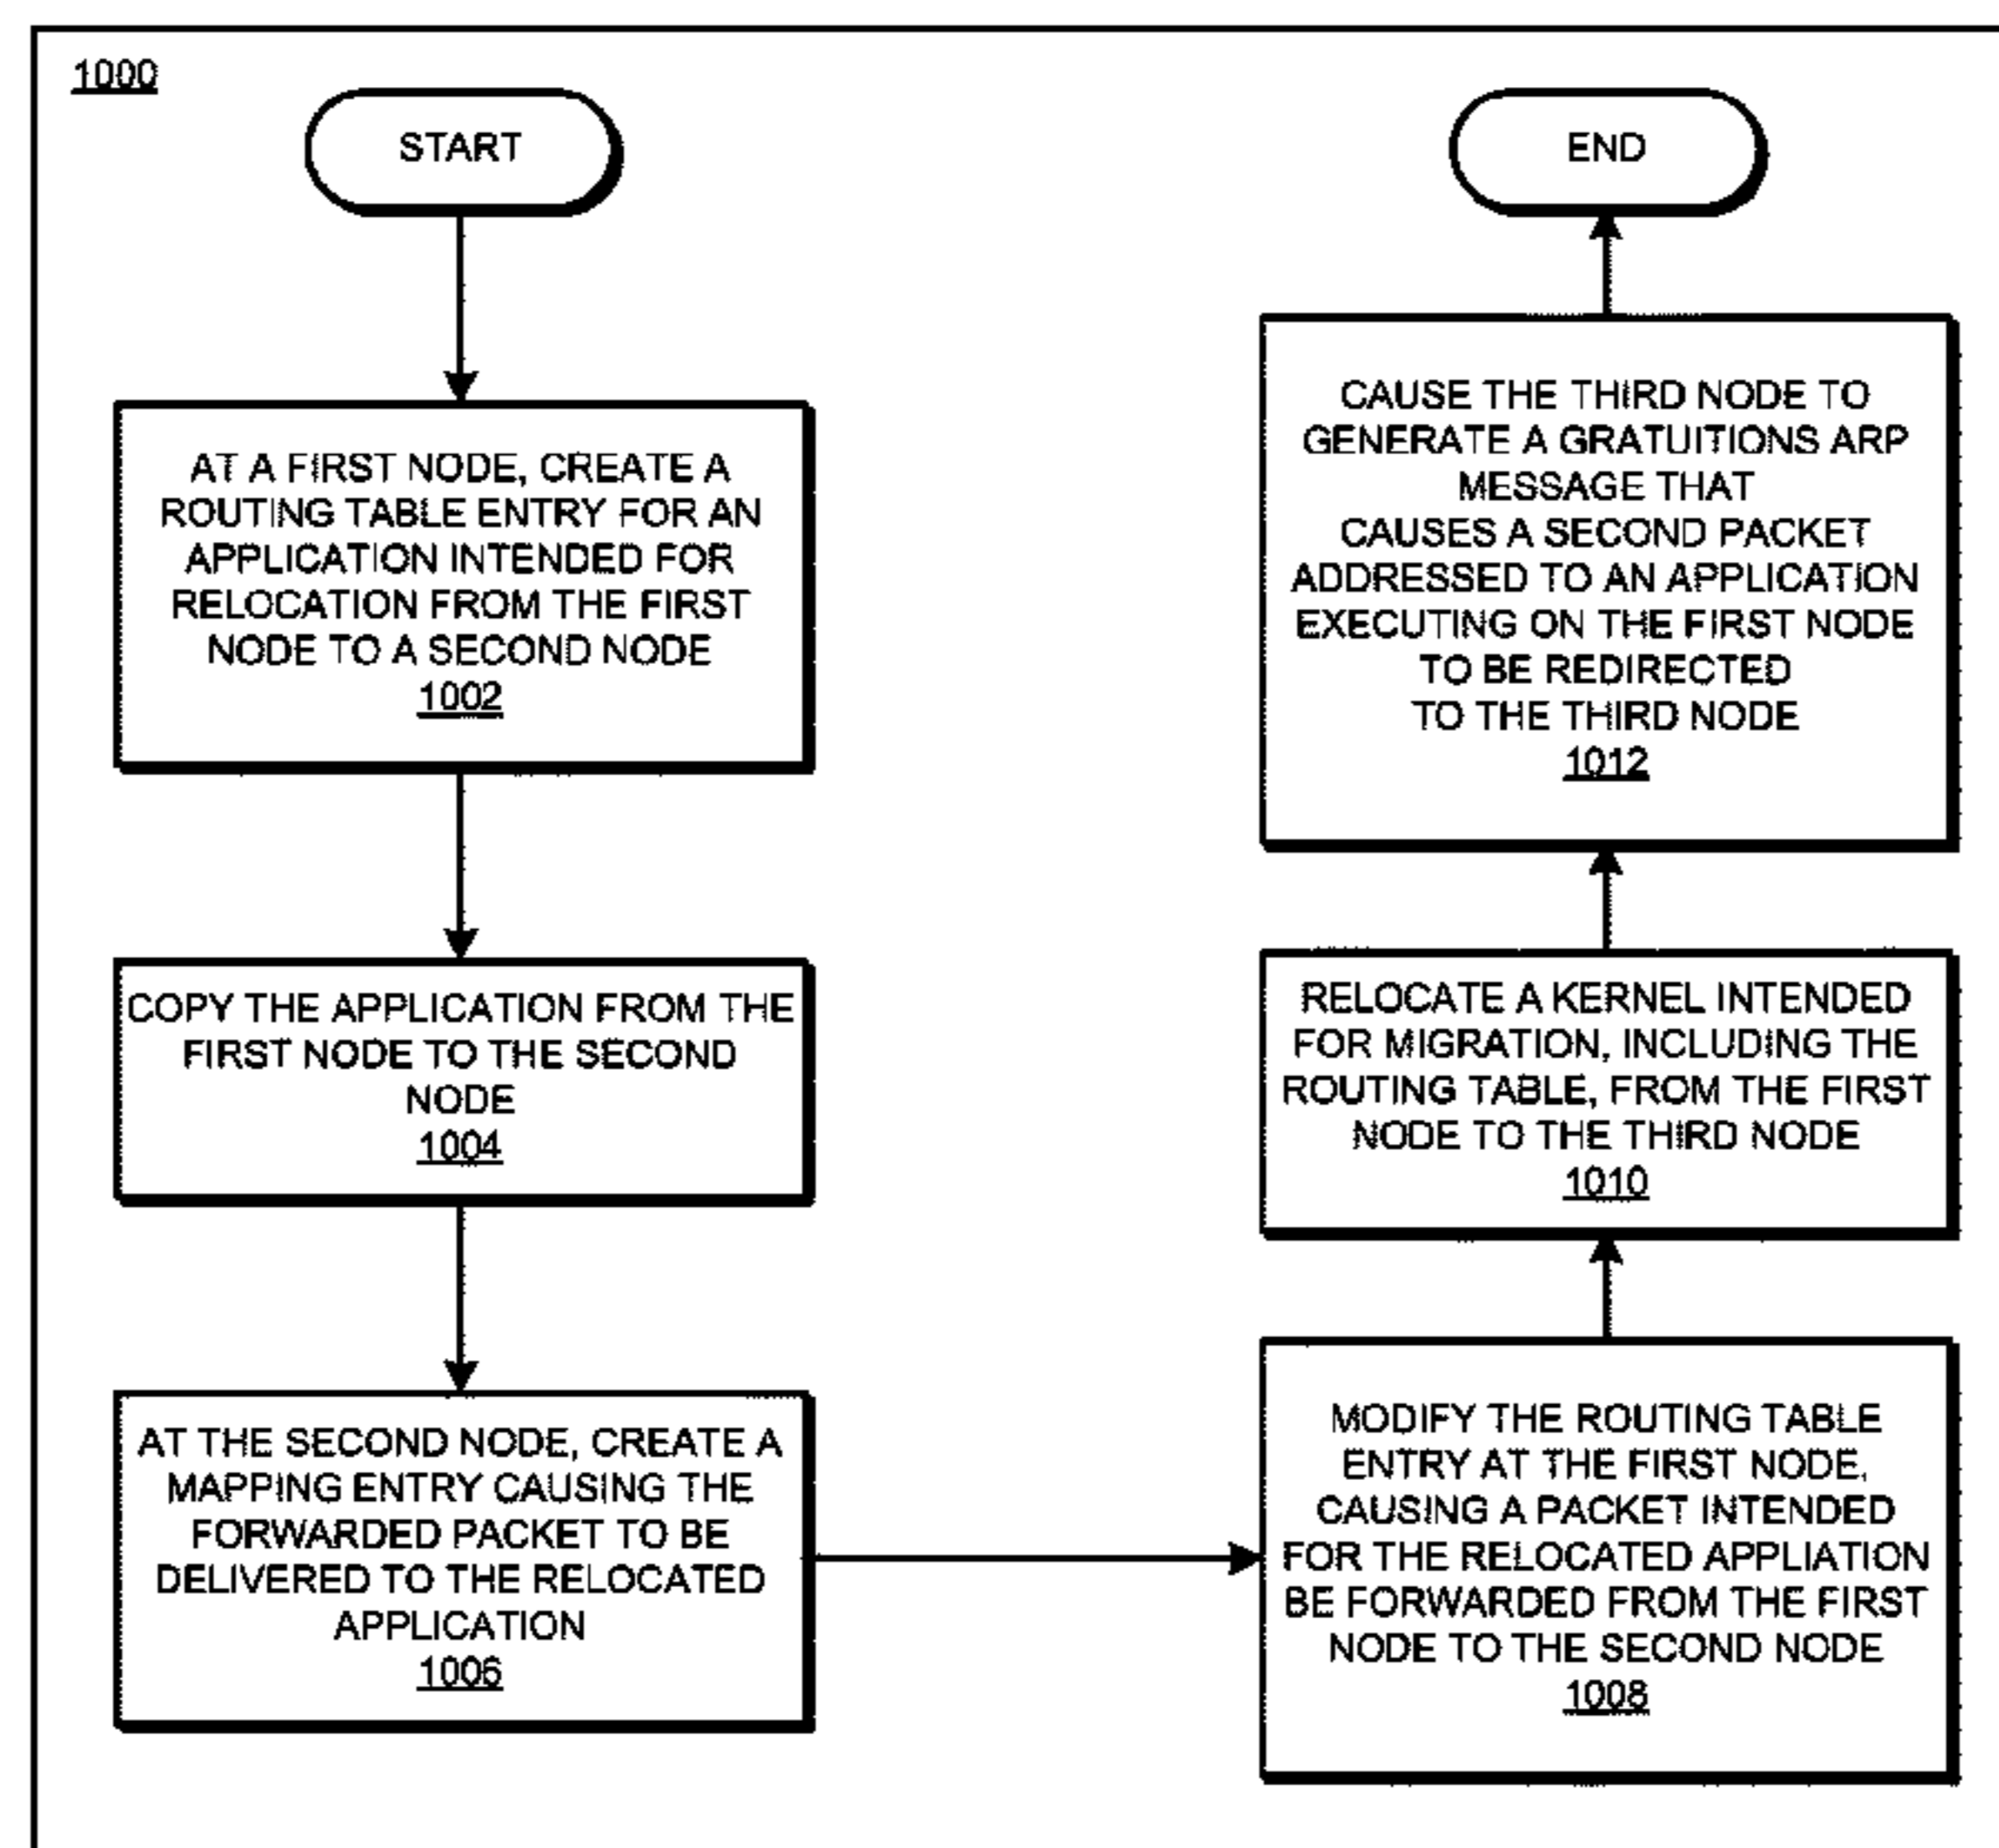 1000
START
AT A FIRST NODE, CREATE A
ROUTING TABLE ENTRY FOR AN
APPLICATION INTENDED FOR
RELOCATION FROM THE FIRST
NODE TO A SECOND NODE
1002
COPY THE APPLICATION FROM THE
FIRST NODE TO THE SECOND
NODE
1004
AT THE SECOND NODE, CREATE A
MAPPING ENTRY CAUSING THE
FORWARDED PACKET TO BE
DELIVERED TO THE RELOCATED
APPLICATION
1006
MODIFY THE ROUTING TABLE
ENTRY AT THE FIRST NODE,
CAUSING A PACKET INTENDED
FOR THE RELOCATED APPLIATION
BE FORWARDED FROM THE FIRST
NODE TO THE SECOND NODE
1008
RELOCATE A KERNEL INTENDED
FOR MIGRATION, INCLUDING THE
ROUTING TABLE, FROM THE FIRST
NODE TO THE THIRD NODE
1010
CAUSE THE THIRD NODE TO
GENERATE A GRATUITIONS ARP
MESSAGE THAT
CAUSES A SECOND PACKET
ADDRESSED TO AN APPLICATION
EXECUTING ON THE FIRST NODE
TO BE REDIRECTED
TO THE THIRD NODE
1012
END